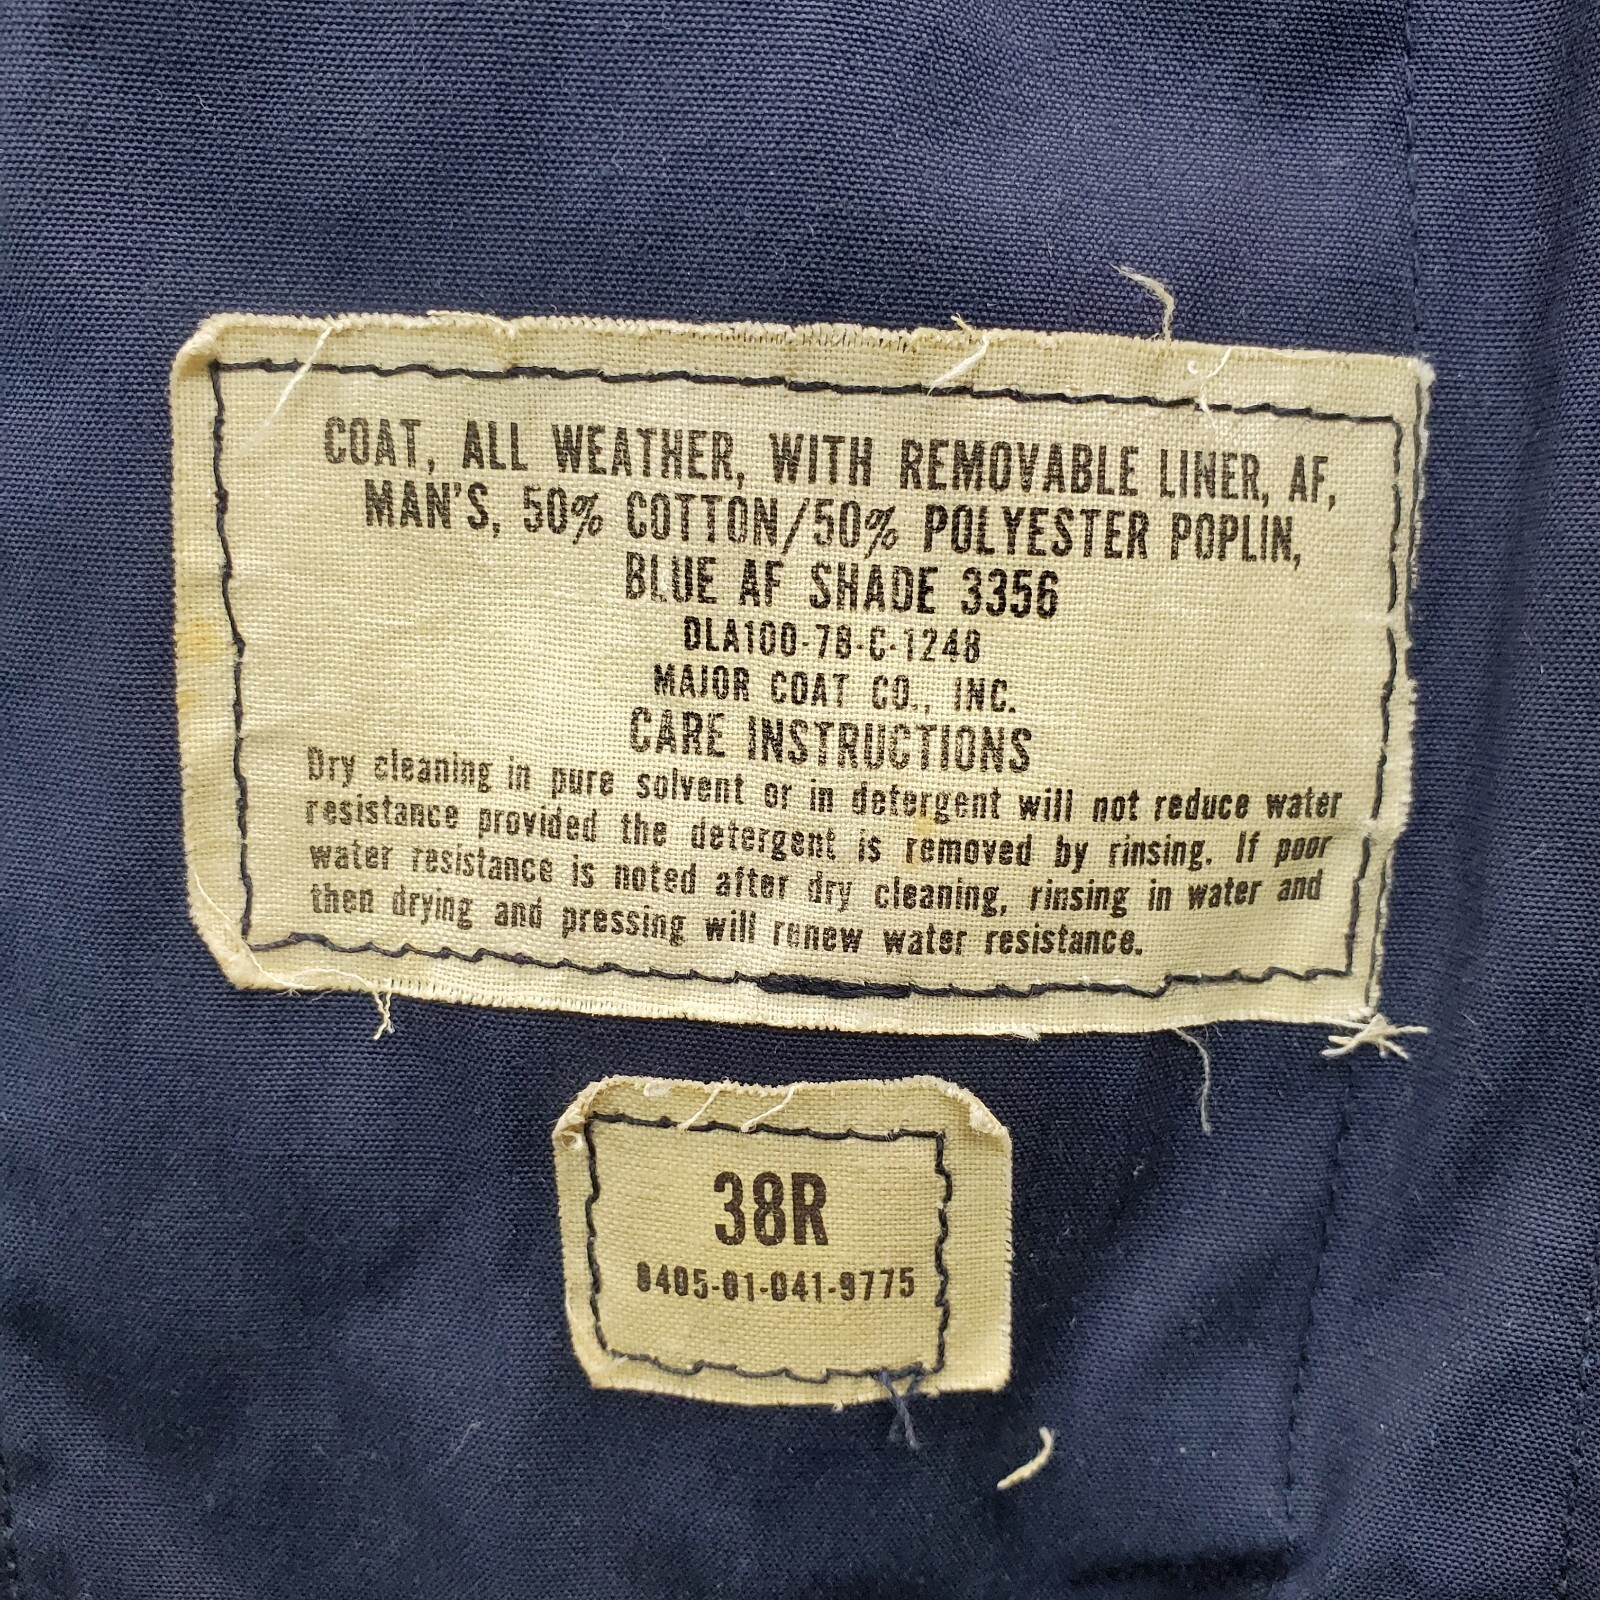 COAT, ALL WEATHER, WITH REMOVABLE LINER, AF,
MAN'S, 50% COTTON/50% POLYESTER POPLIN,
BLUE AF SHADE 3356
DLA100-78-C-1248
MAJOR COAT CO., INC.
CARE INSTRUCTIONS
Dry cleaning in pure solvent or in detergent will not reduce water
resistance provided the detergent is removed by rinsing. If poor
water resistance is noted after dry cleaning, rinsing in water and
then drying and pressing will renew water resistance.
38R
8405-01-041-9775